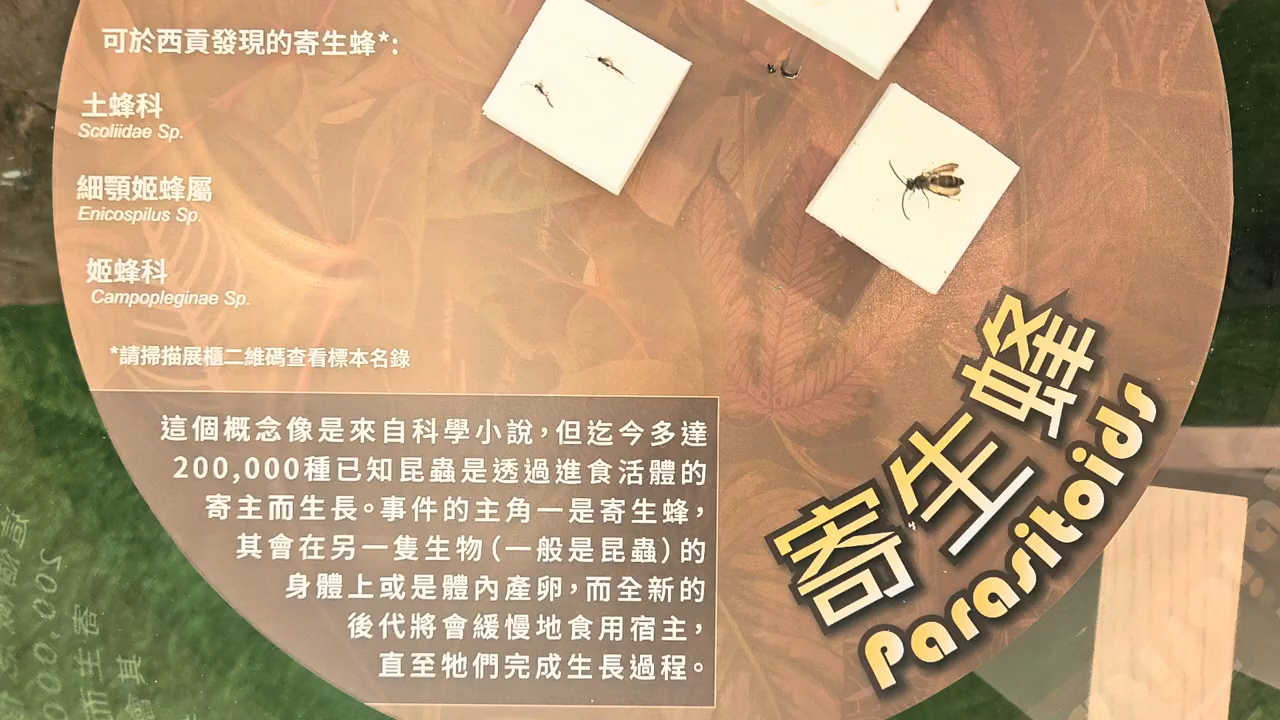 可於西貢發現的寄生蜂*:
土蜂科
Scoliidae Sp.
細顎姬蜂屬
Enicospilus Sp.
姬蜂科
Campopleginae Sp.
*請掃描展櫃二維碼查看標本名錄
這個概念像是來自科學小說，但迄今多達
200,000種已知昆蟲是透過進食活體的
寄主而生長。事件的主角一是寄生蜂，
其會在另一隻生物（一般是昆蟲）的
身體上或是體內產卵，而全新的
後代將會緩慢地食用宿主，
直至牠們完成生長過程。
寄生蜂
Parasitoids